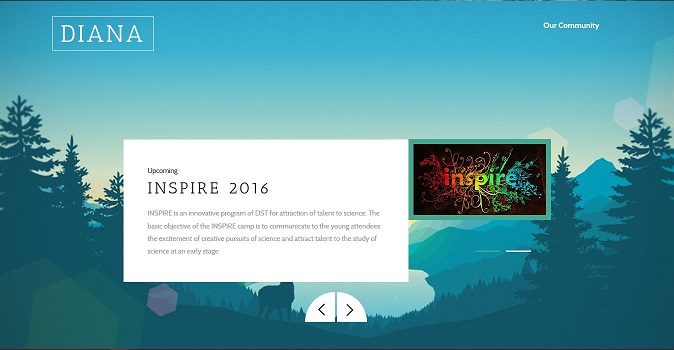 DIANA
Our Community
Upcoming
INSPIRE 2016
INSPIRE is an innovative program of DST for attraction of talent to science. The
basic objective of the INSPIRE camp is to communicate to the young attendees
the excitement of creative pursuits of science and attract talent to the study of
science at an early stage
inspire